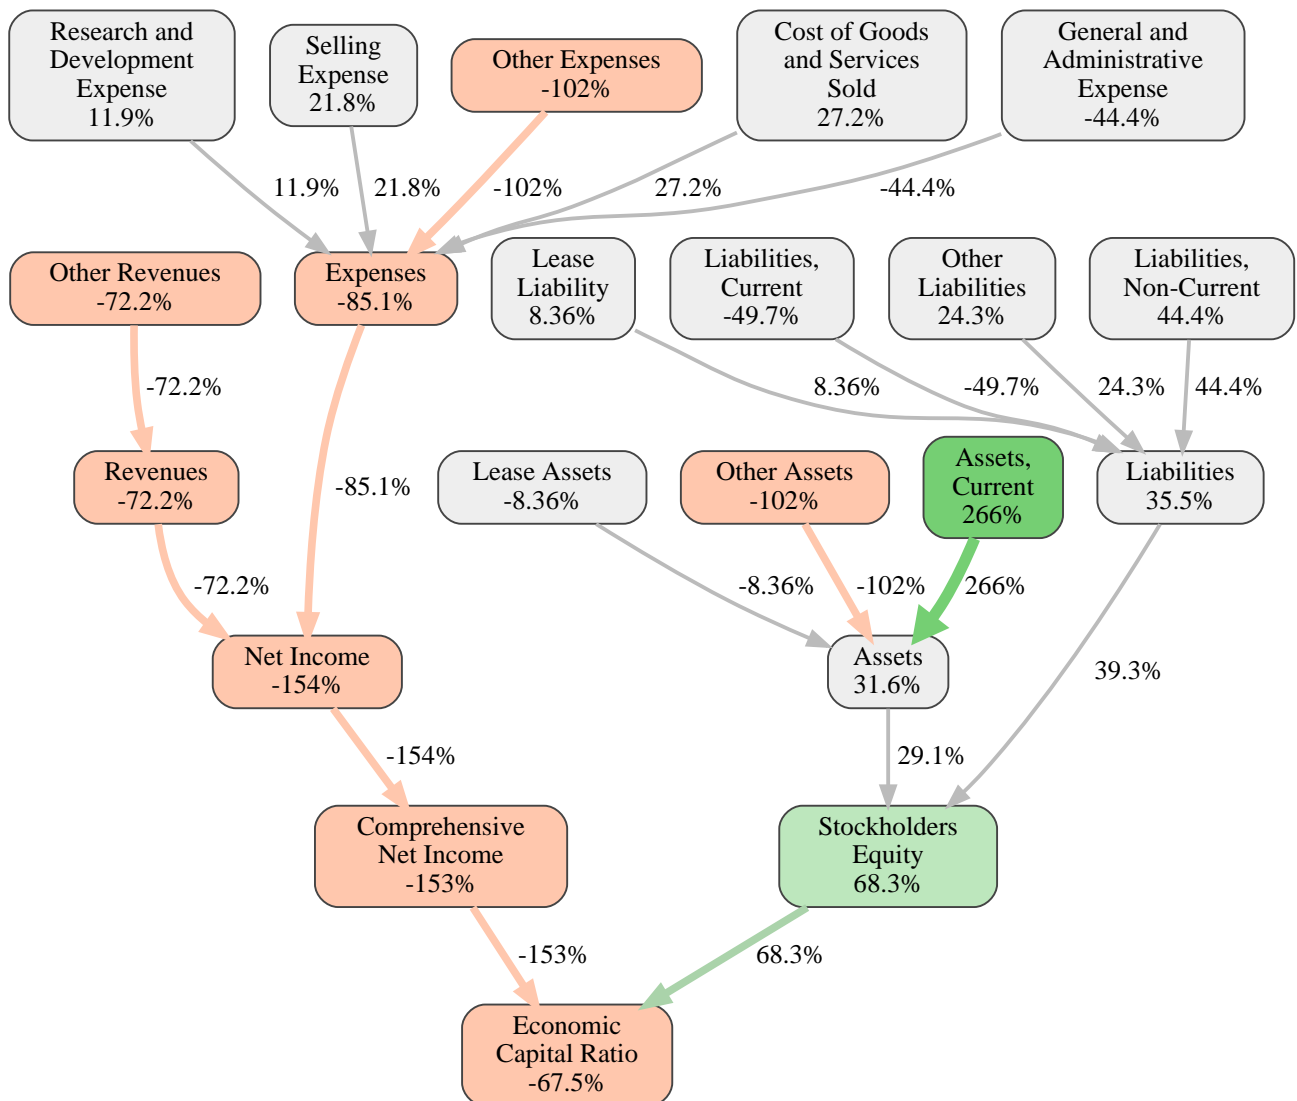 Research and
Development
Expense
11.9%
Selling
Expense
21.8%
Other Expenses
-102%
Cost of Goods
and Services
Sold
27.2%
General and
Administrative
Expense
-44.4%
11.9%
21.8%
-102%
27.2%
-44.4%
Other Revenues
-72.2%
Expenses
-85.1%
Lease
Liability
8.36%
Liabilities,
Current
-49.7%
Other
Liabilities
24.3%
Liabilities,
Non-Current
44.4%
-72.2%
8.36%
-49.7%
24.3%
44.4%
Revenues
-72.2%
-85.1%
Lease Assets
-8.36%
Other Assets
-102%
Assets,
Current
266%
Liabilities
35.5%
-72.2%
-8.36%
-102%
266%
Net Income
-154%
Assets
31.6%
39.3%
-154%
29.1%
Comprehensive
Net Income
-153%
Stockholders
Equity
68.3%
-153%
68.3%
Economic
Capital Ratio
-67.5%